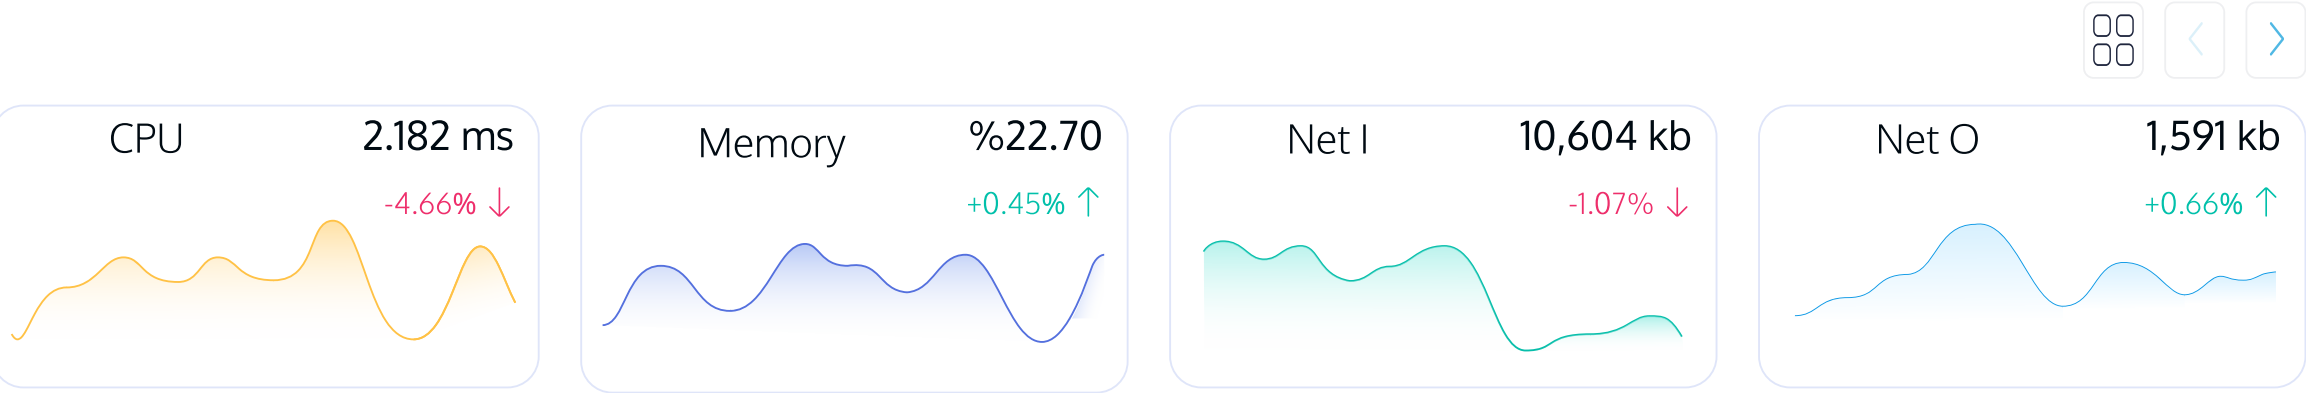 CPU 2.182 ms
-4.66% ↓
Memory %22.70
+0.45% ↑
Net I 10,604 kb
-1.07% ↓
Net O 1,591 kb
+0.66% ↑